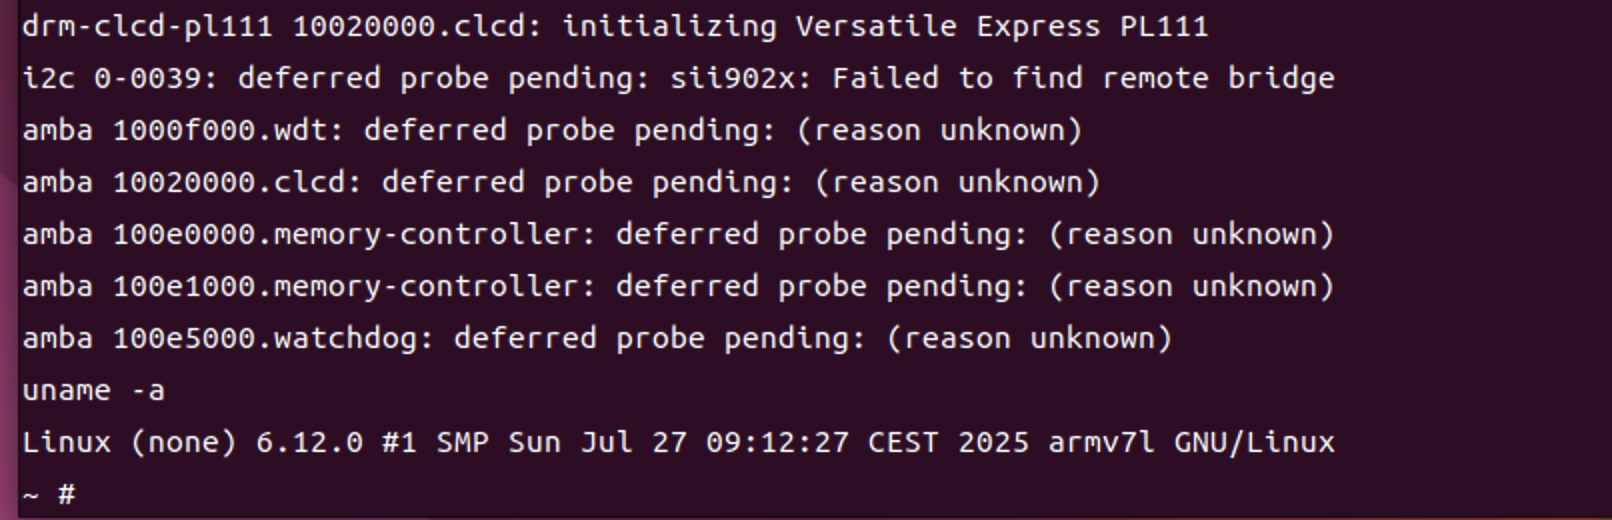 drm-clcd-pl111 10020000.clcd: initializing Versatile Express PL111
i2c 0-0039: deferred probe pending: sii902x: Failed to find remote bridge
amba 1000f000.wdt: deferred probe pending: (reason unknown)
amba 10020000.clcd: deferred probe pending: (reason unknown)
amba 100e0000.memory-controller: deferred probe pending: (reason unknown)
amba 100e1000.memory-controller: deferred probe pending: (reason unknown)
amba 100e5000.watchdog: deferred probe pending: (reason unknown)
uname -a
Linux (none) 6.12.0 #1 SMP Sun Jul 27 09:12:27 CEST 2025 armv7l GNU/Linux
~ #